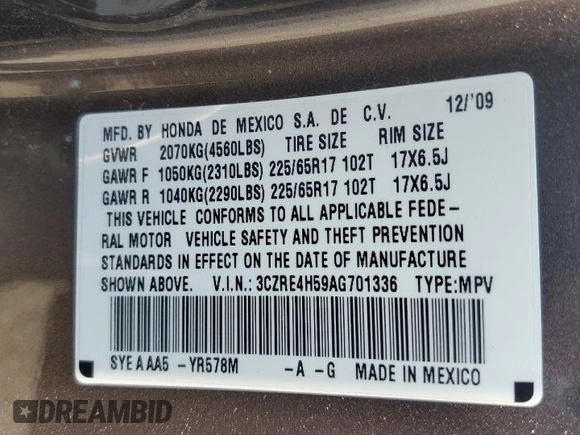 MFD. BY HONDA DE MEXICO S.A. DE C.V. 12/'09
GVWR 2070KG(4560LBS) TIRE SIZE RIM SIZE
GAWR F 1050KG(2310LBS) 225/65R17 102T 17X6.5J
GAWR R 1040KG(2290LBS) 225/65R17 102T 17X6.5J
THIS VEHICLE CONFORMS TO ALL APPLICABLE FEDE-
RAL MOTOR VEHICLE SAFETY AND THEFT PREVENTION
STANDARDS IN EFFECT ON THE DATE OF MANUFACTURE
SHOWN ABOVE. V.I.N.: 3CZRE4H59AG701336 TYPE:MPV
SYE A AA5 -YR578M -A -G MADE IN MEXICO
DREAMBID